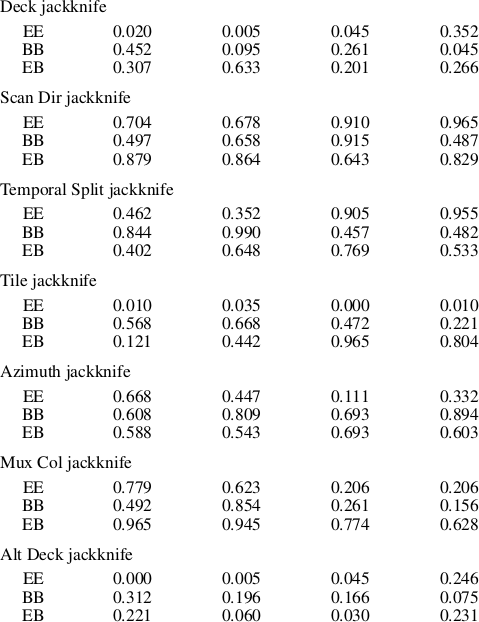 Deck jackknife
EE 0.020 0.005 0.045 0.352
BB 0.452 0.095 0.261 0.045
EB 0.307 0.633 0.201 0.266
Scan Dir jackknife
EE 0.704 0.678 0.910 0.965
BB 0.497 0.658 0.915 0.487
EB 0.879 0.864 0.643 0.829
Temporal Split jackknife
EE 0.462 0.352 0.905 0.955
BB 0.844 0.990 0.457 0.482
EB 0.402 0.648 0.769 0.533
Tile jackknife
EE 0.010 0.035 0.000 0.010
BB 0.568 0.668 0.472 0.221
EB 0.121 0.442 0.965 0.804
Azimuth jackknife
EE 0.668 0.447 0.111 0.332
BB 0.608 0.809 0.693 0.894
EB 0.588 0.543 0.693 0.603
Mux Col jackknife
EE 0.779 0.623 0.206 0.206
BB 0.492 0.854 0.261 0.156
EB 0.965 0.945 0.774 0.628
Alt Deck jackknife
EE 0.000 0.005 0.045 0.246
BB 0.312 0.196 0.166 0.075
EB 0.221 0.060 0.030 0.231